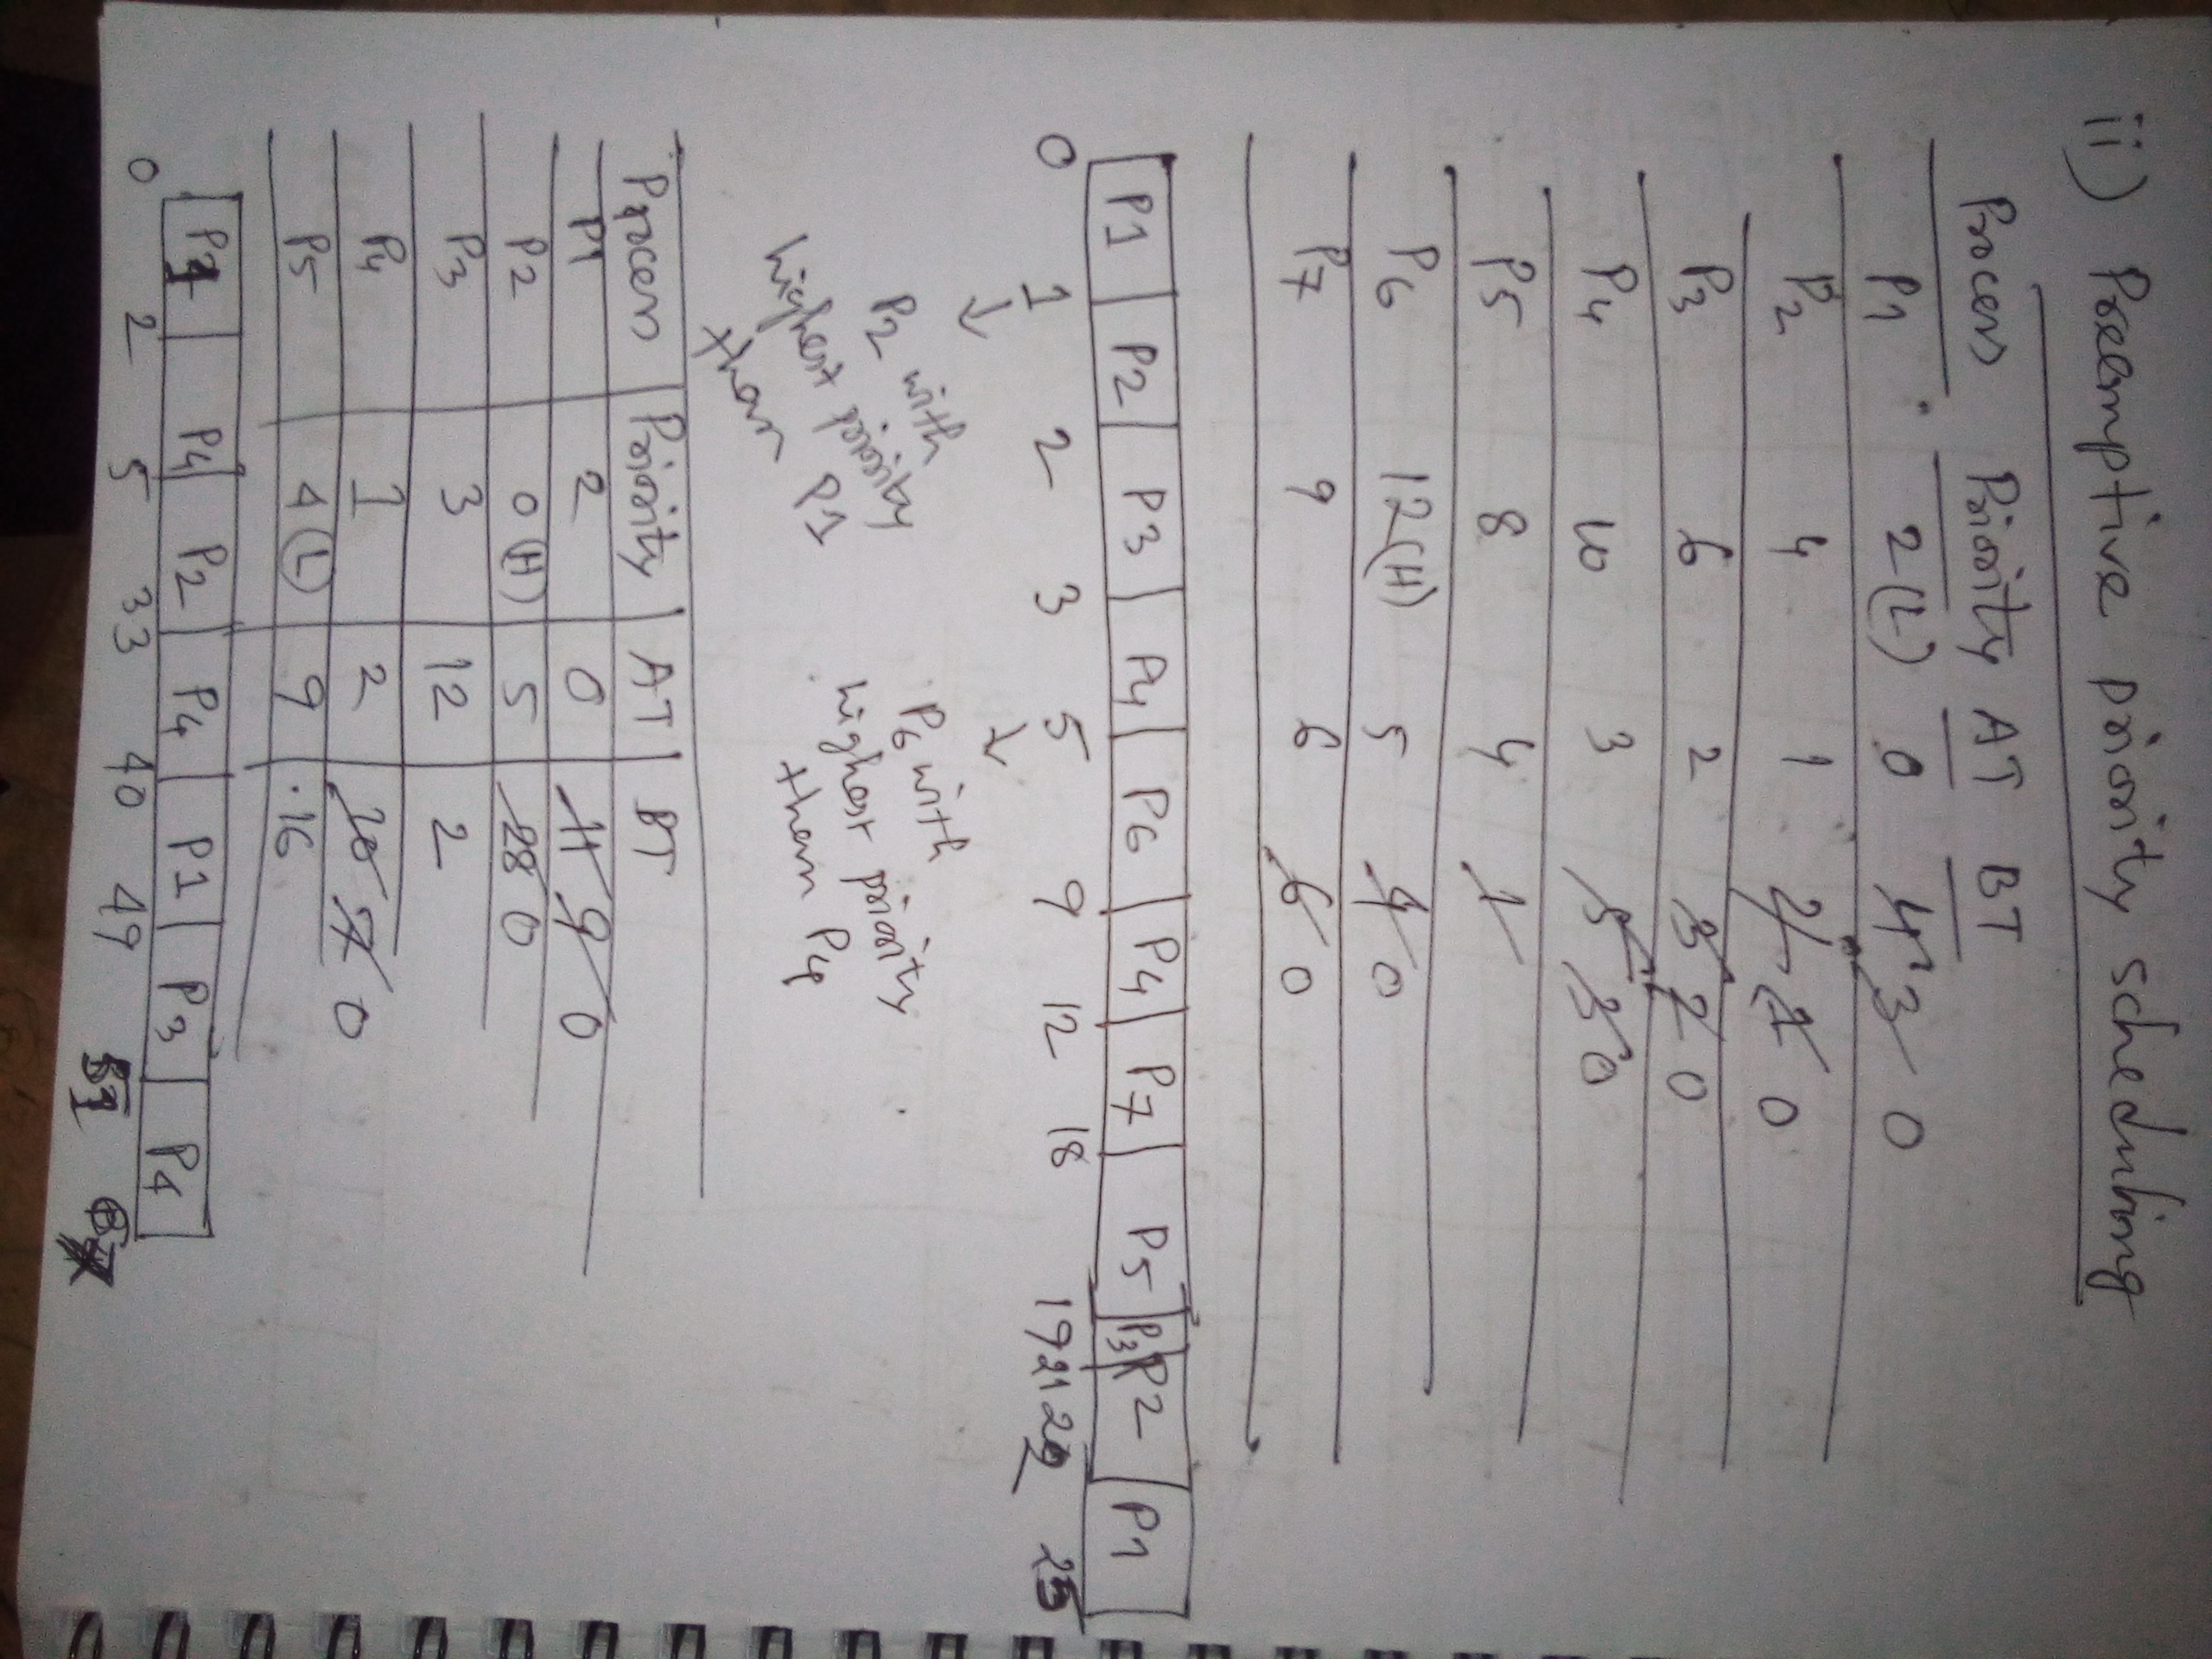 ii) Preemptive priority scheduling
Process Priority AT BT
P1 2(L) 0 4 3 0
P2 4 1 2 1 0
P3 6 2 3 2 0
P4 10 3 5 3 0
P5 8 4 1
P6 12(H) 5 4 0
P7 9 6 6 0
P1 P2 P3 P4 P6 P4 P7 P5 P3 P2 P1
0 1 2 3 5 9 12 18 19 21 22 25
P2 with
highest priority
than P1
P6 with
highest priority
than P4
Process Priority AT BT
P1 2 0 11 9 0
P2 0 (H) 5 28 0
P3 3 12 2
P4 1 2 10 7 0
P5 4 (L) 9 16
P1 P4 P2 P4 P1 P3 P4
0 2 5 33 40 49 51 67